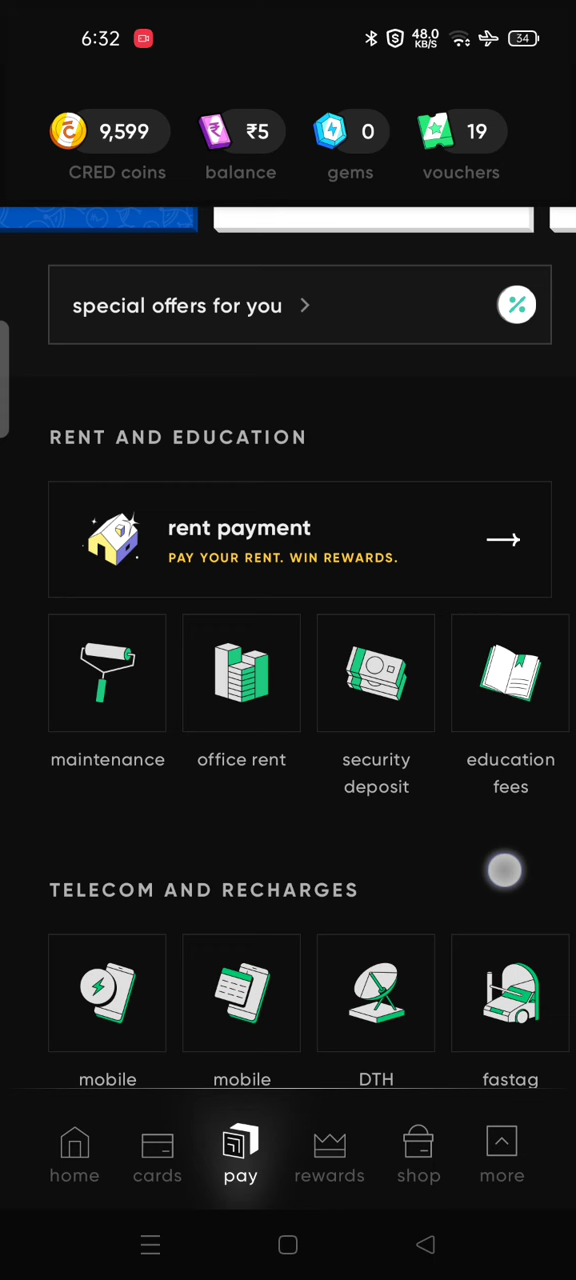 6:32
48.0
KB/S
34
9,599
₹5
0
19
CRED coins
balance
gems
vouchers
special offers for you
RENT AND EDUCATION
rent payment
PAY YOUR RENT. WIN REWARDS.
maintenance
office rent
security
deposit
education
fees
TELECOM AND RECHARGES
mobile
mobile
DTH
fastag
home
cards
pay
rewards
shop
more